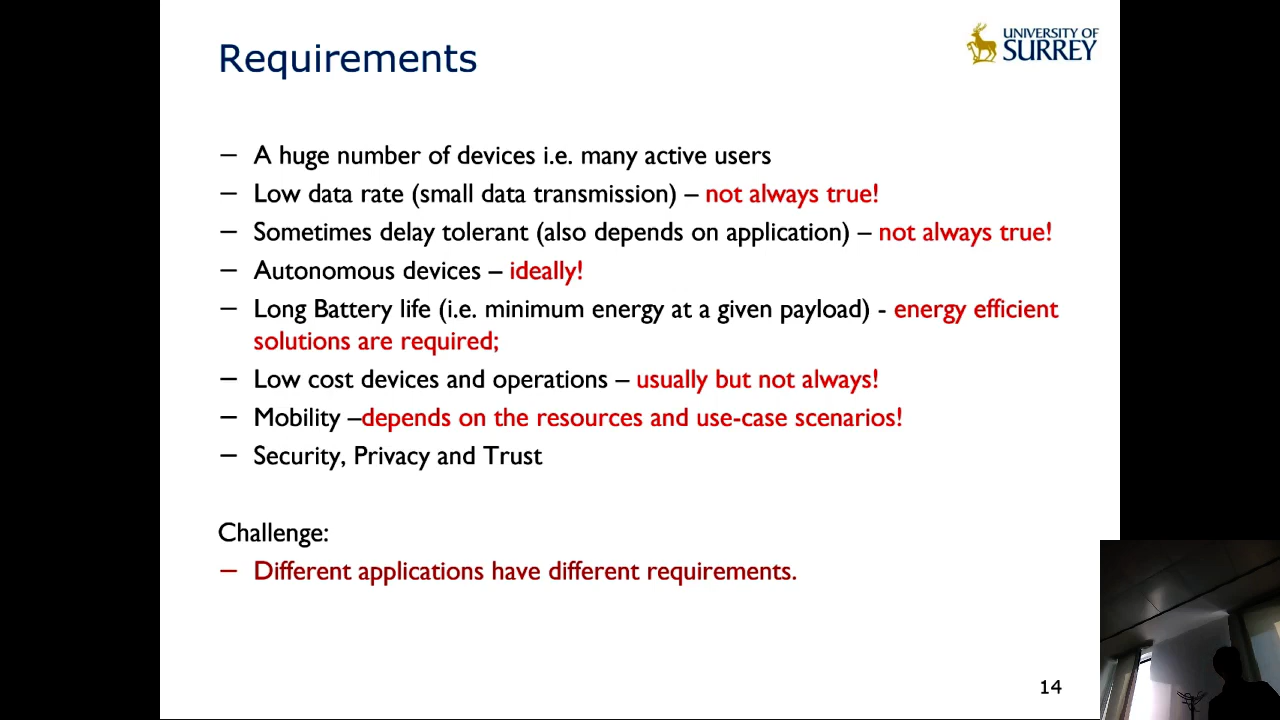 Requirements
UNIVERSITY OF
SURREY
– A huge number of devices i.e. many active users
– Low data rate (small data transmission) – not always true!
– Sometimes delay tolerant (also depends on application) – not always true!
– Autonomous devices – ideally!
– Long Battery life (i.e. minimum energy at a given payload) - energy efficient
solutions are required;
– Low cost devices and operations – usually but not always!
– Mobility –depends on the resources and use-case scenarios!
– Security, Privacy and Trust
Challenge:
– Different applications have different requirements.
14